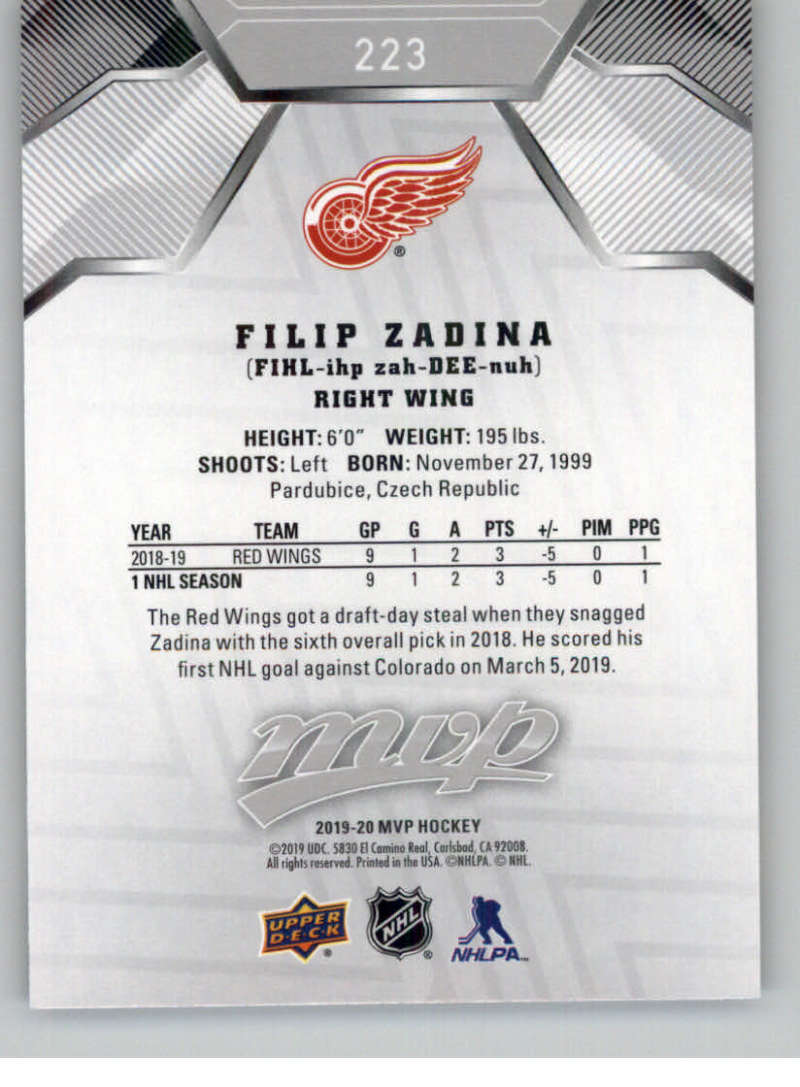 223
®
FILIP ZADINA
(FIHL-ihp zah-DEE-nuh)
RIGHT WING
HEIGHT: 6'0" WEIGHT: 195 lbs.
SHOOTS: Left BORN: November 27, 1999
Pardubice, Czech Republic
YEAR TEAM GP G A PTS +/- PIM PPG
2018-19 RED WINGS 9 1 2 3 -5 0 1
1 NHL SEASON 9 1 2 3 -5 0 1
The Red Wings got a draft-day steal when they snagged
Zadina with the sixth overall pick in 2018. He scored his
first NHL goal against Colorado on March 5, 2019.
mvp
2019-20 MVP HOCKEY
©2019 UDC. 5830 El Camino Real, Carlsbad, CA 92008.
All rights reserved. Printed in the USA. ©NHLPA. © NHL.
UPPER
D·E·C·K ®
NHL ®
NHLPA™